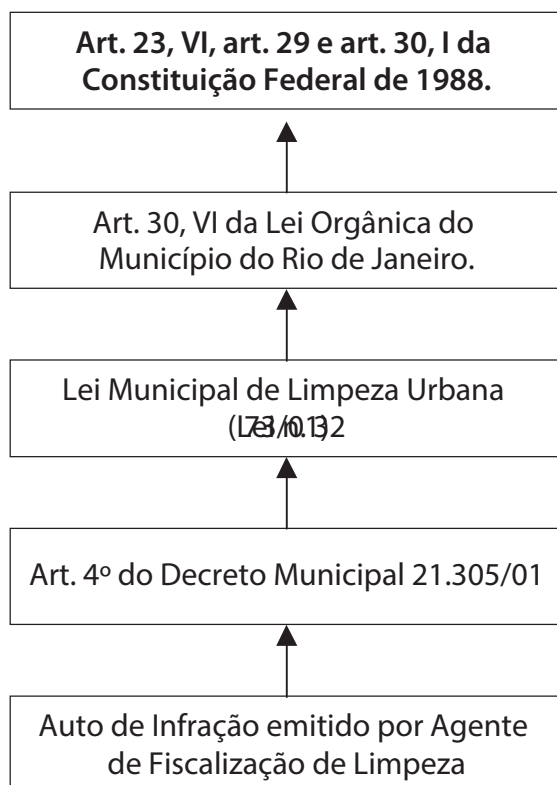 Art. 23, VI, art. 29 e art. 30, I da
Constituição Federal de 1988.
Art. 30, VI da Lei Orgânica do
Município do Rio de Janeiro.
Lei Municipal de Limpeza Urbana
Art. 4º do Decreto Municipal 21.305/01
Auto de Infração emitido por Agente
de Fiscalização de Limpeza